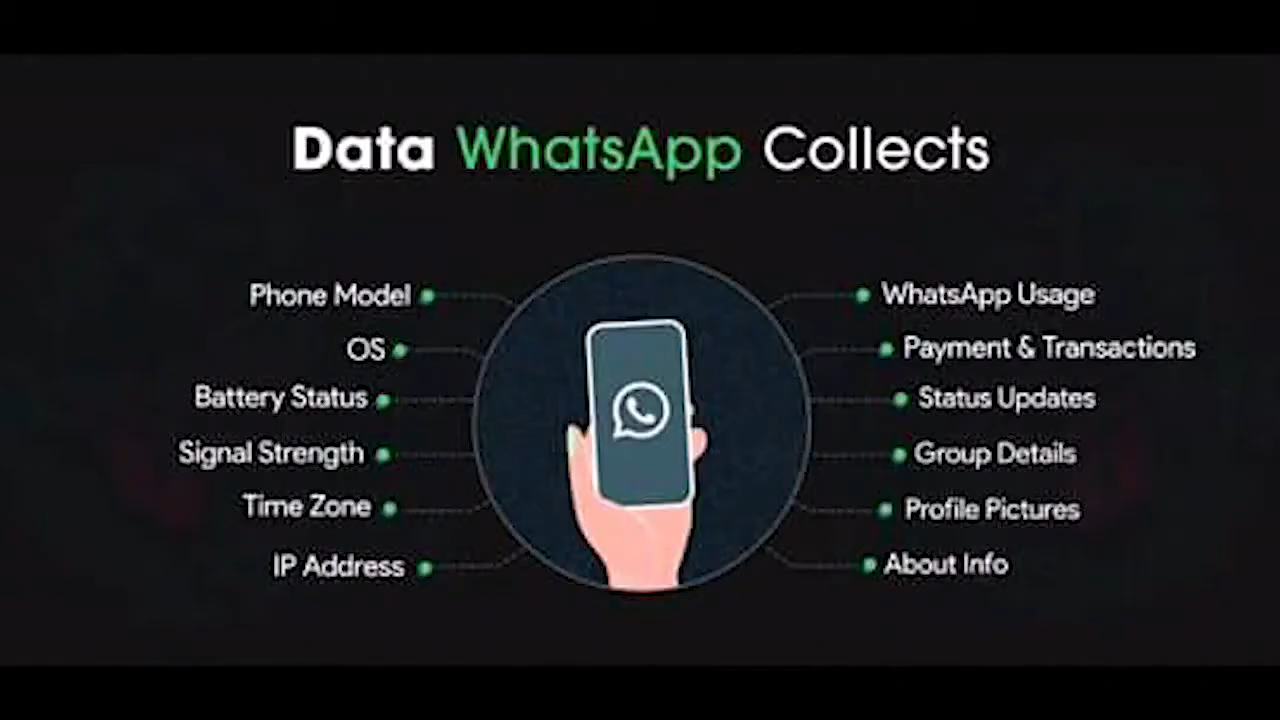 Data WhatsApp Collects
Phone Model
OS
Battery Status
Signal Strength
Time Zone
IP Address
WhatsApp Usage
Payment & Transactions
Status Updates
Group Details
Profile Pictures
About Info